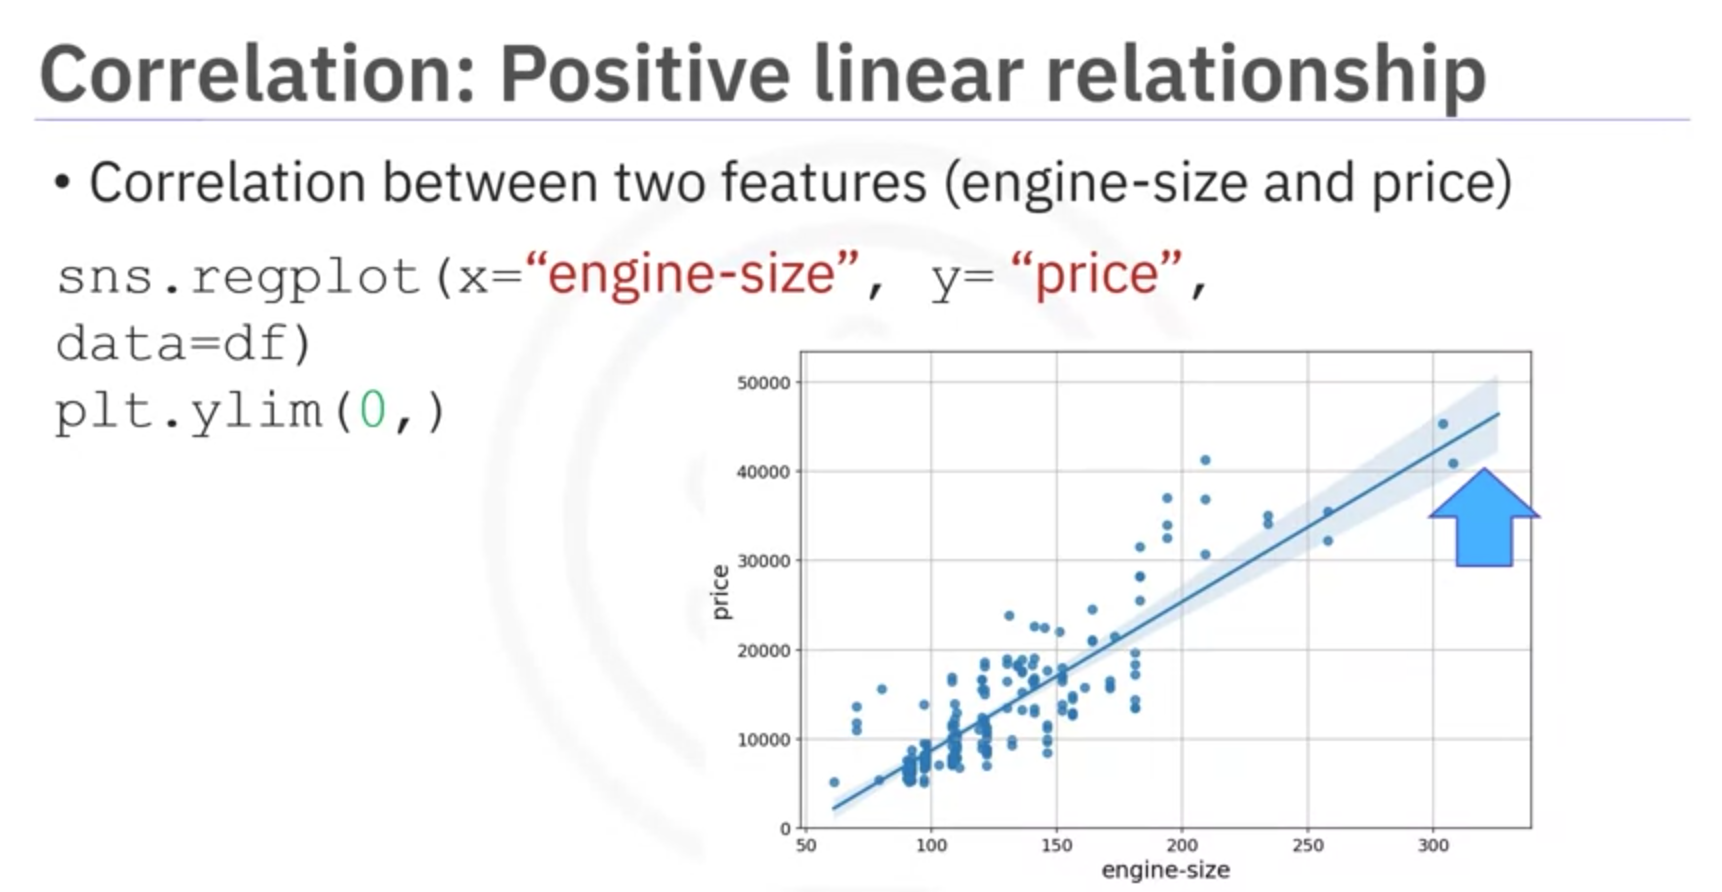 Correlation: Positive linear relationship
• Correlation between two features (engine-size and price)
sns.regplot(x=“engine-size”, y= “price”,
data=df)
plt.ylim(0,)
50000
40000
30000
20000
10000
0
price
50 100 150 200 250 300
engine-size